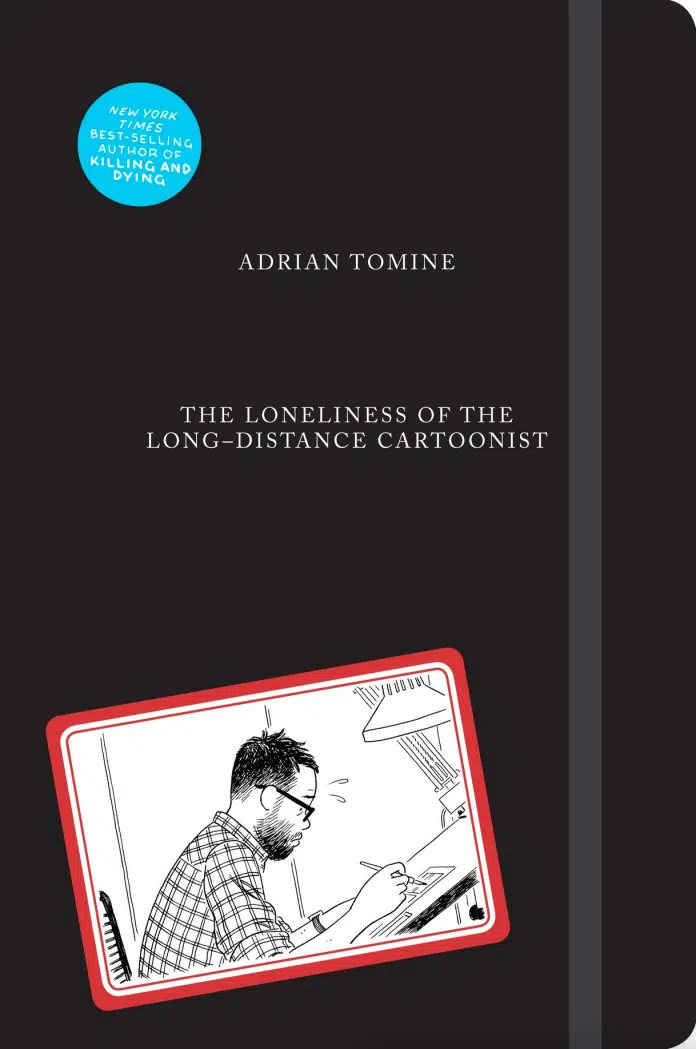 NEW YORK
TIMES
BEST-SELLING
AUTHOR OF
KILLING AND
DYING
ADRIAN TOMINE
THE LONELINESS OF THE
LONG–DISTANCE CARTOONIST